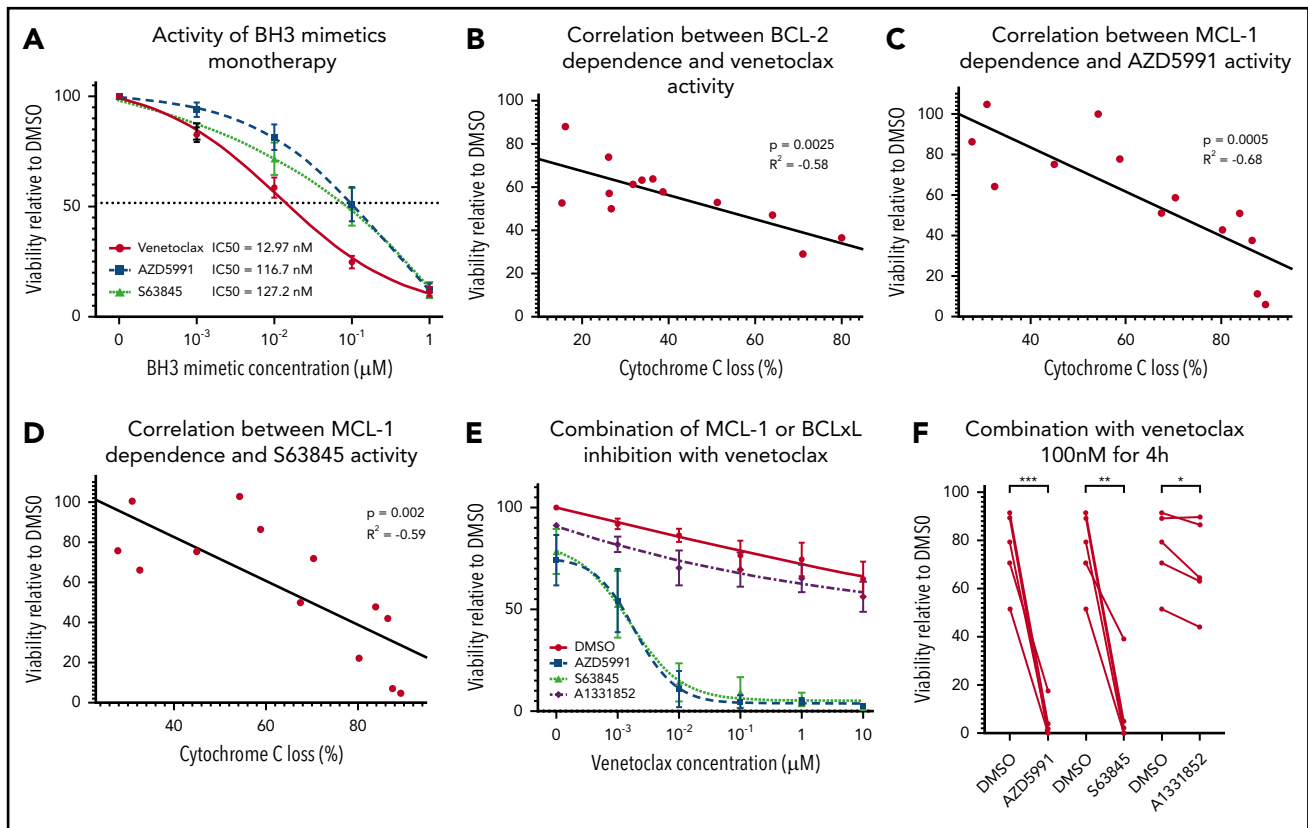 A
Activity of BH3 mimetics
monotherapy
Viability relative to DMSO
100
50
0
Venetoclax IC50 = 12.97 nM
AZD5991 IC50 = 116.7 nM
S63845 IC50 = 127.2 nM
0 10-3 10-2 10-1 1
BH3 mimetic concentration (μM)
B
Correlation between BCL-2
dependence and venetoclax
activity
Viability relative to DMSO
100
80
60
40
20
0
p = 0.0025
R2 = -0.58
20 40 60 80
Cytochrome C loss (%)
C
Correlation between MCL-1
dependence and AZD5991 activity
Viability relative to DMSO
120
100
80
60
40
20
0
p = 0.0005
R2 = -0.68
40 60 80
Cytochrome C loss (%)
D
Correlation between MCL-1
dependence and S63845 activity
Viability relative to DMSO
100
80
60
40
20
0
p = 0.002
R2 = -0.59
40 60 80
Cytochrome C loss (%)
E
Combination of MCL-1 or BCLxL
inhibition with venetoclax
Viability relative to DMSO
100
50
0
DMSO
AZD5991
S63845
A1331852
0 10-3 10-2 10-1 1 10
Venetoclax concentration (μM)
F
Combination with venetoclax
100nM for 4h
Viability relative to DMSO
100
80
60
40
20
0
*** ** *
DMSO
AZD5991
DMSO
S63845
DMSO
A1331852